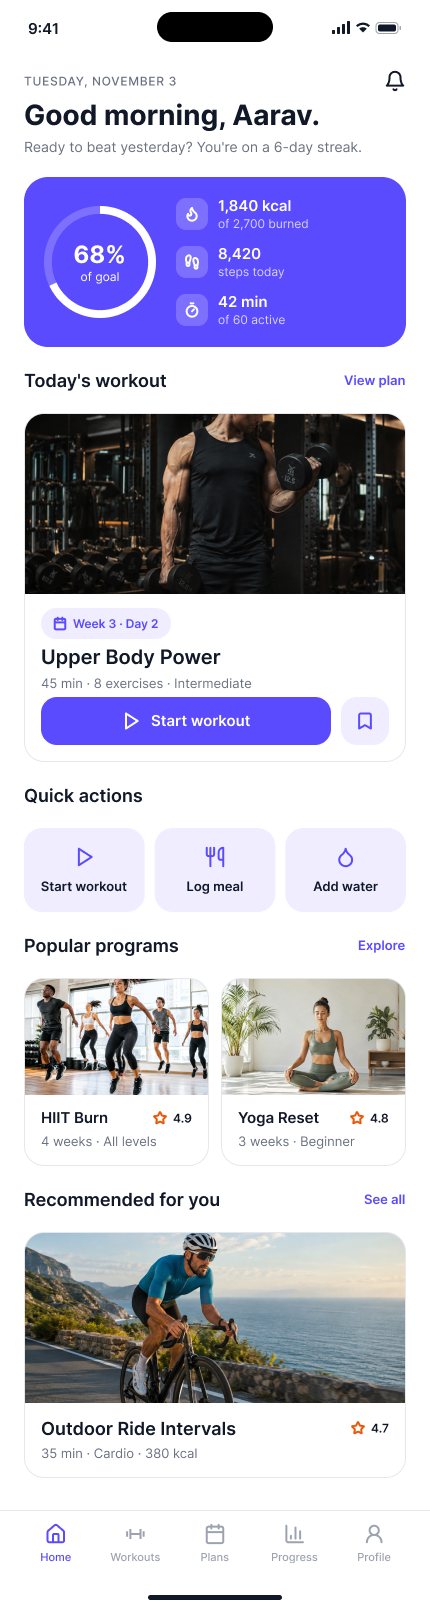 9:41
TUESDAY, NOVEMBER 3
Good morning, Aarav.
Ready to beat yesterday? You're on a 6-day streak.
68%
of goal
1,840 kcal
of 2,700 burned
8,420
steps today
42 min
of 60 active
Today's workout
View plan
Week 3 · Day 2
Upper Body Power
45 min · 8 exercises · Intermediate
Start workout
Quick actions
Start workout
Log meal
Add water
Popular programs
Explore
HIIT Burn
4.9
4 weeks · All levels
Yoga Reset
4.8
3 weeks · Beginner
Recommended for you
See all
Outdoor Ride Intervals
4.7
35 min · Cardio · 380 kcal
Home
Workouts
Plans
Progress
Profile